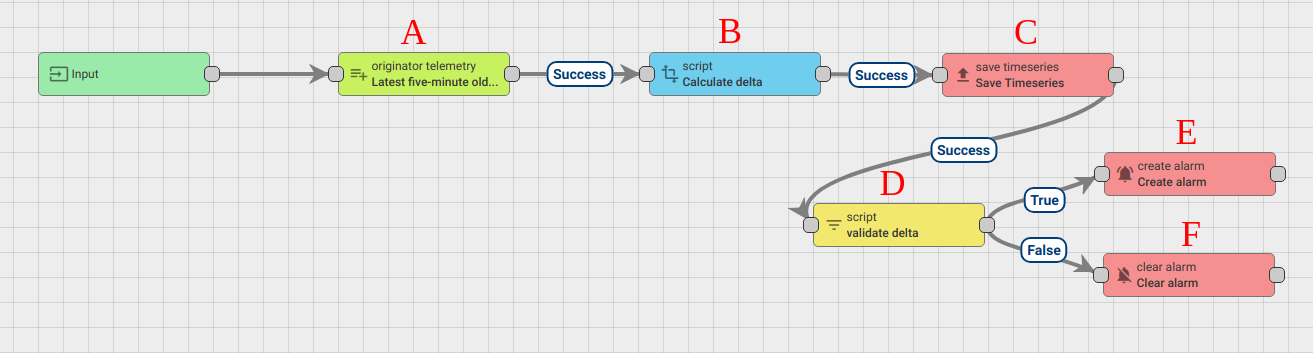 A
B
C
Input
originator telemetry
Latest five-minute old...
Success
script
Calculate delta
Success
save timeseries
Save Timeseries
Success
D
script
validate delta
True
False
E
create alarm
Create alarm
F
clear alarm
Clear alarm